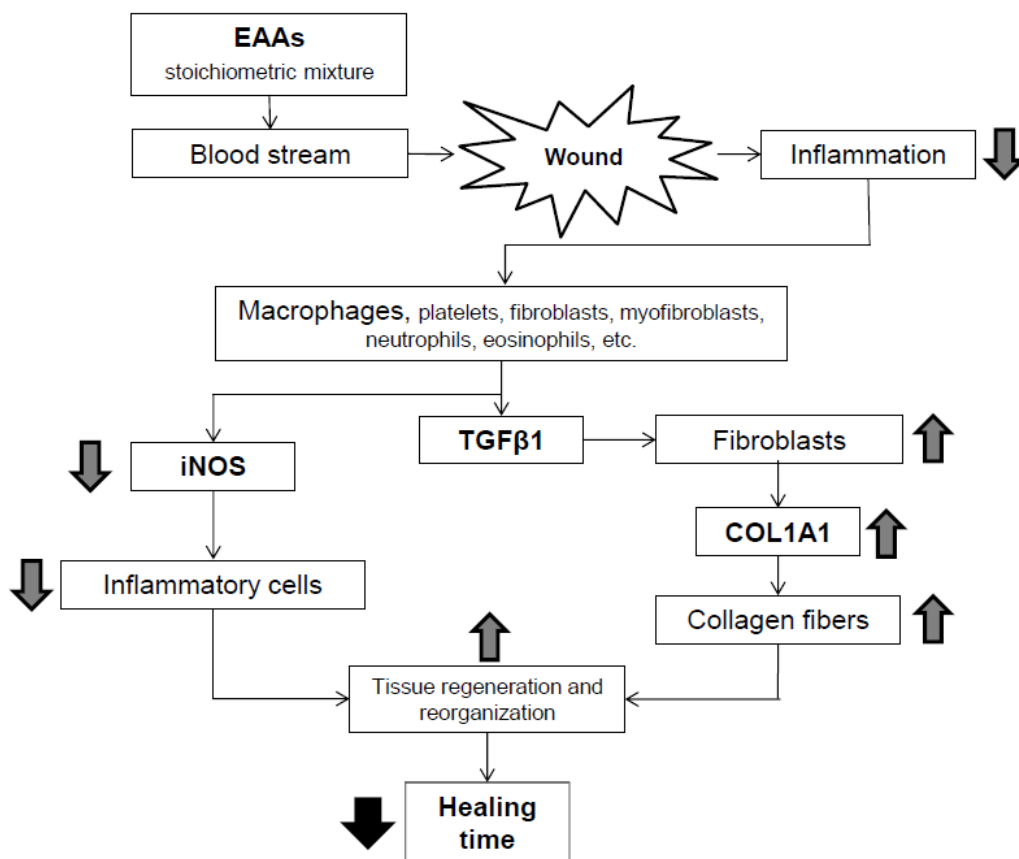 EAAs
stoichiometric mixture
Blood stream
Wound
Inflammation
Macrophages, platelets, fibroblasts, myofibroblasts,
neutrophils, eosinophils, etc.
iNOS
TGFβ1
Fibroblasts
COL1A1
Inflammatory cells
Collagen fibers
Tissue regeneration and
reorganization
Healing
time